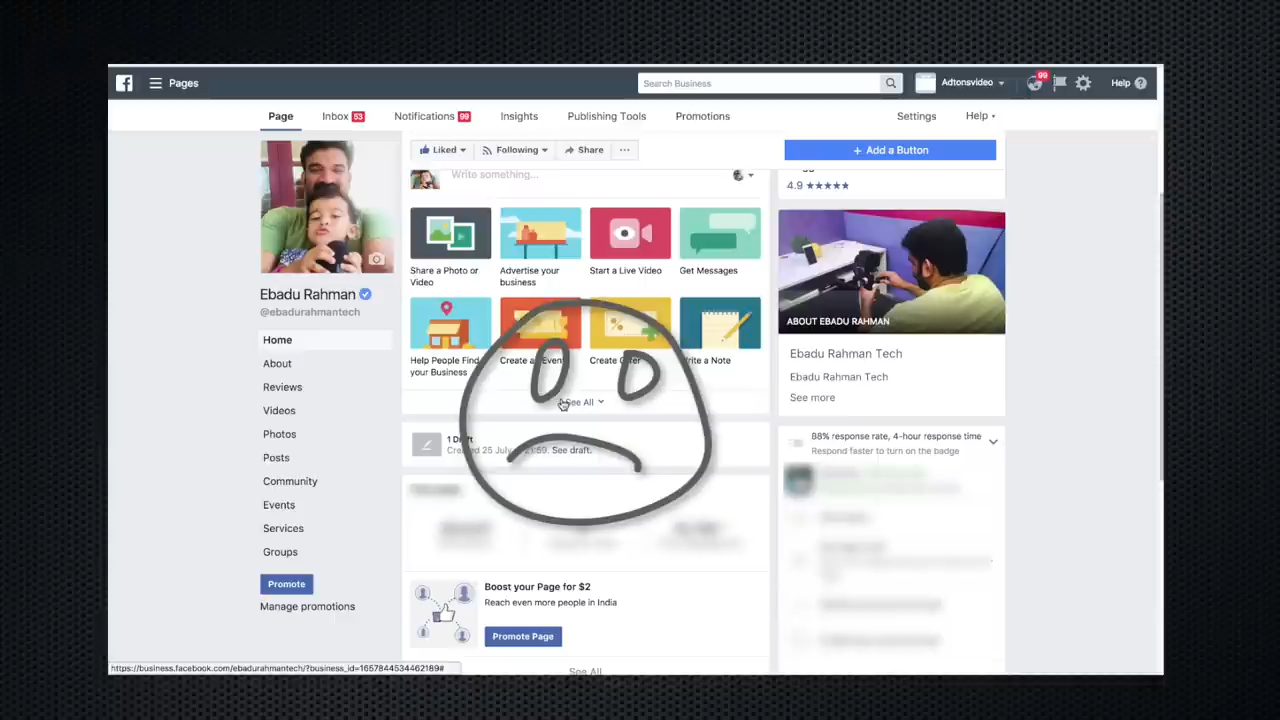 Pages
Search Business
Adtonsvideo
99
Help
Page
Inbox 53
Notifications 99
Insights
Publishing Tools
Promotions
Settings
Help
Liked
Following
Share
+ Add a Button
Write something...
4.9
Share a Photo or Video
Advertise your business
Start a Live Video
Get Messages
Ebadu Rahman
@ebadurahmantech
ABOUT EBADU RAHMAN
Help People Find your Business
Create an Event
Create Offer
Write a Note
Home
About
Reviews
Videos
Photos
Posts
Community
Events
Services
Groups
Promote
Manage promotions
See All
1 Draft
Created 25 July
21:59. See draft.
Ebadu Rahman Tech
Ebadu Rahman Tech
See more
88% response rate, 4-hour response time
Respond faster to turn on the badge
Boost your Page for $2
Reach even more people in India
Promote Page
See All
https://business.facebook.com/ebadurahmantech/?business_id=1657844534462189#